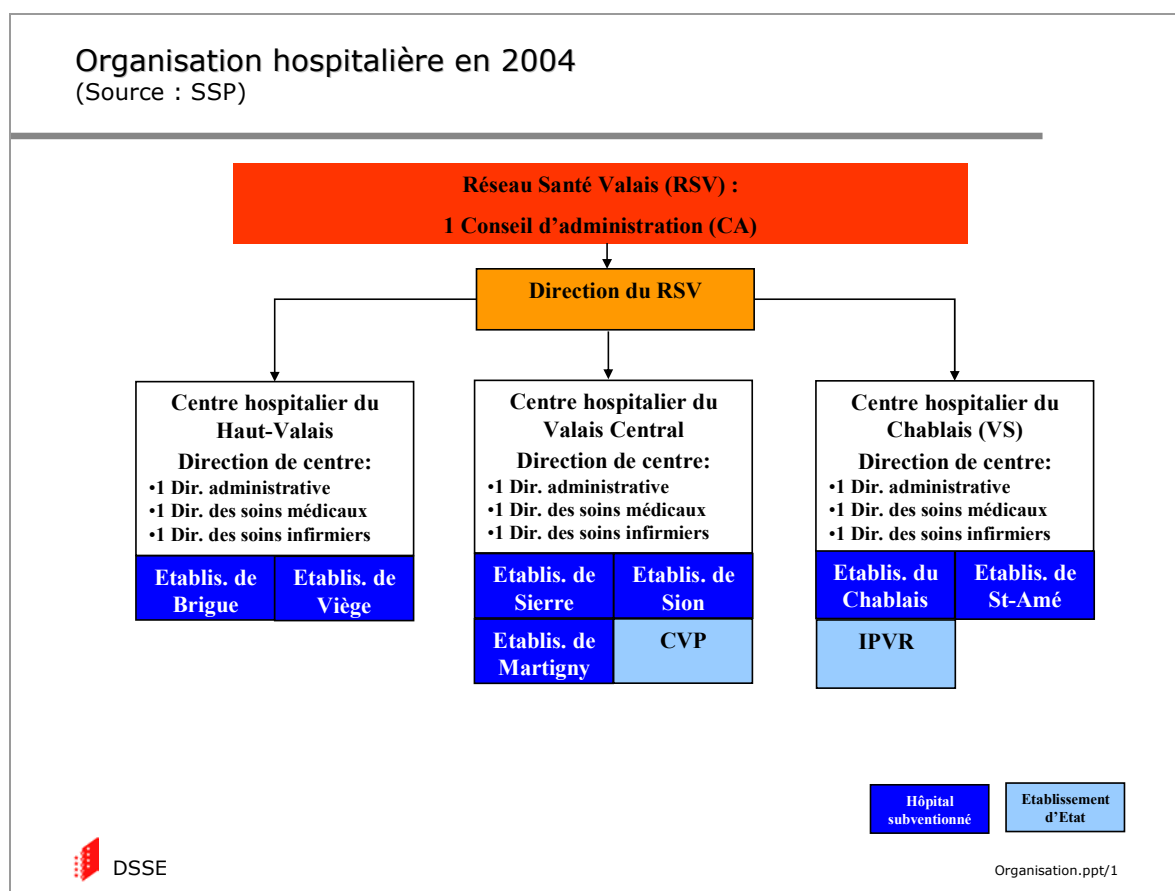 Organisation hospitalière en 2004
(Source : SSP)
Réseau Santé Valais (RSV) :
1 Conseil d'administration (CA)
Direction du RSV
Centre hospitalier du
Haut-Valais
Direction de centre:
•1 Dir. administrative
•1 Dir. des soins médicaux
•1 Dir. des soins infirmiers
Etablis. de
Brigue
Etablis. de
Viège
Centre hospitalier du
Valais Central
Direction de centre:
•1 Dir. administrative
•1 Dir. des soins médicaux
•1 Dir. des soins infirmiers
Etablis. de
Sierre
Etablis. de
Sion
Etablis. de
Martigny
CVP
Centre hospitalier du
Chablais (VS)
Direction de centre:
•1 Dir. administrative
•1 Dir. des soins médicaux
•1 Dir. des soins infirmiers
Etablis. du
Chablais
Etablis. de
St-Amé
IPVR
Hôpital
subventionné
Etablissement
d'Etat
DSSE
Organisation.ppt/1